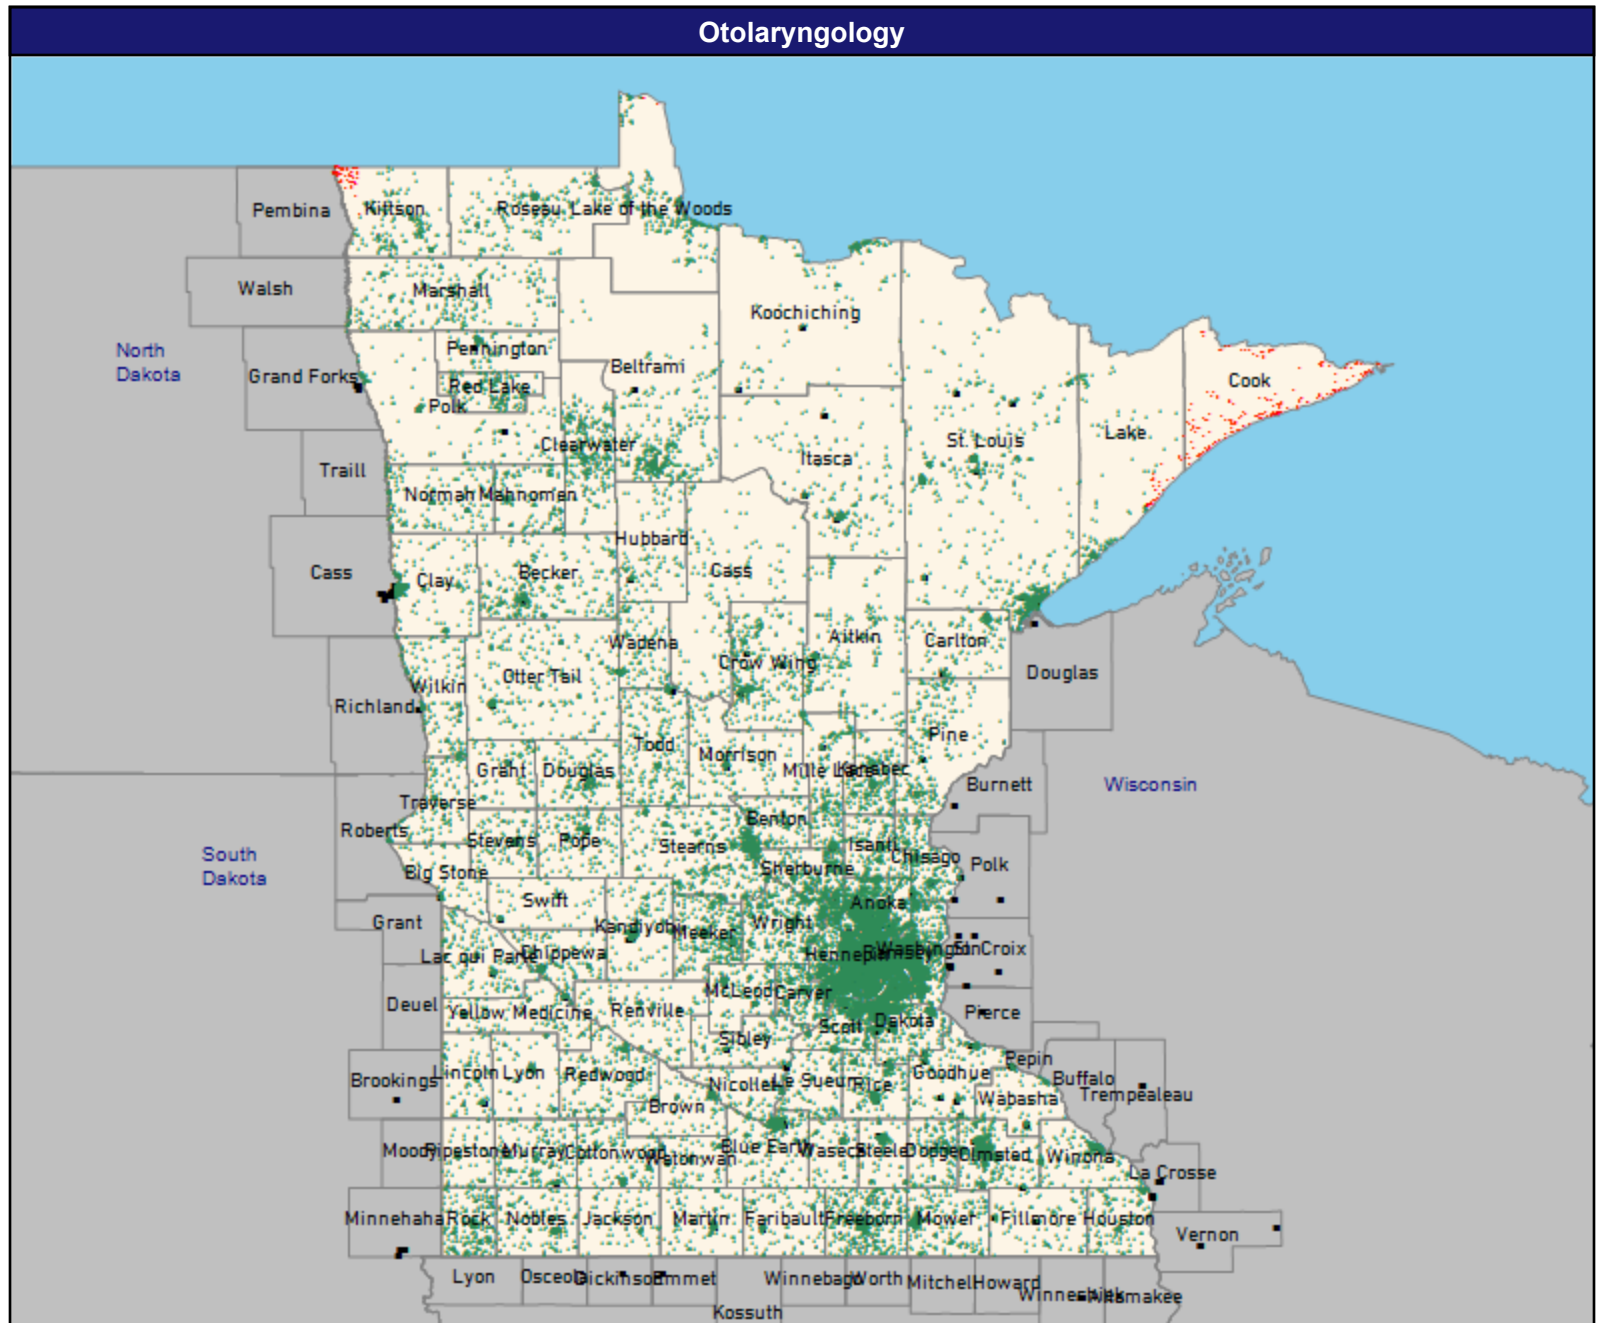 Otolaryngology
Pembina
Kittson
Roseau
Lake of the Woods
Walsh
Marshall
Koochiching
North
Dakota
Pennington
Grand Forks
Beltrami
Red Lake
Cook
Polk
Lake
Clearwater
St. Louis
Itasca
Traill
Norman
Mahnomen
Hubbard
Cass
Clay
Becker
Cass
Wadena
Aitkin
Carlton
Crow Wing
Douglas
Otter Tail
Wilkin
Richland
Pine
Todd
Morrison
Grant
Douglas
Mille Lacs
Kanabec
Burnett
Wisconsin
Traverse
Roberts
Benton
Stevens
Pope
Stearns
Isanti
Chisago
South
Dakota
Sherburne
Polk
Big Stone
Swift
Anoka
Grant
Kandiyohi
Meeker
Wright
Lac qui Parle
Chippewa
Hennepin
Ramsey
Washington
St. Croix
McLeod
Carver
Deuel
Yellow Medicine
Renville
Pierce
Scott
Dakota
Sibley
Pepin
Brookings
Lincoln
Lyon
Redwood
Nicollet
Le Sueur
Rice
Goodhue
Buffalo
Trempealeau
Brown
Wabasha
Moody
Pipestone
Murray
Cottonwood
Watonwan
Blue Earth
Waseca
Steele
Dodge
Olmsted
Winona
La Crosse
Minnehaha
Rock
Nobles
Jackson
Martin
Faribault
Freeborn
Mower
Fillmore
Houston
Vernon
Lyon
Osceola
Dickinson
Emmet
Winnebago
Worth
Mitchell
Howard
Winneshiek
Allamakee
Kossuth